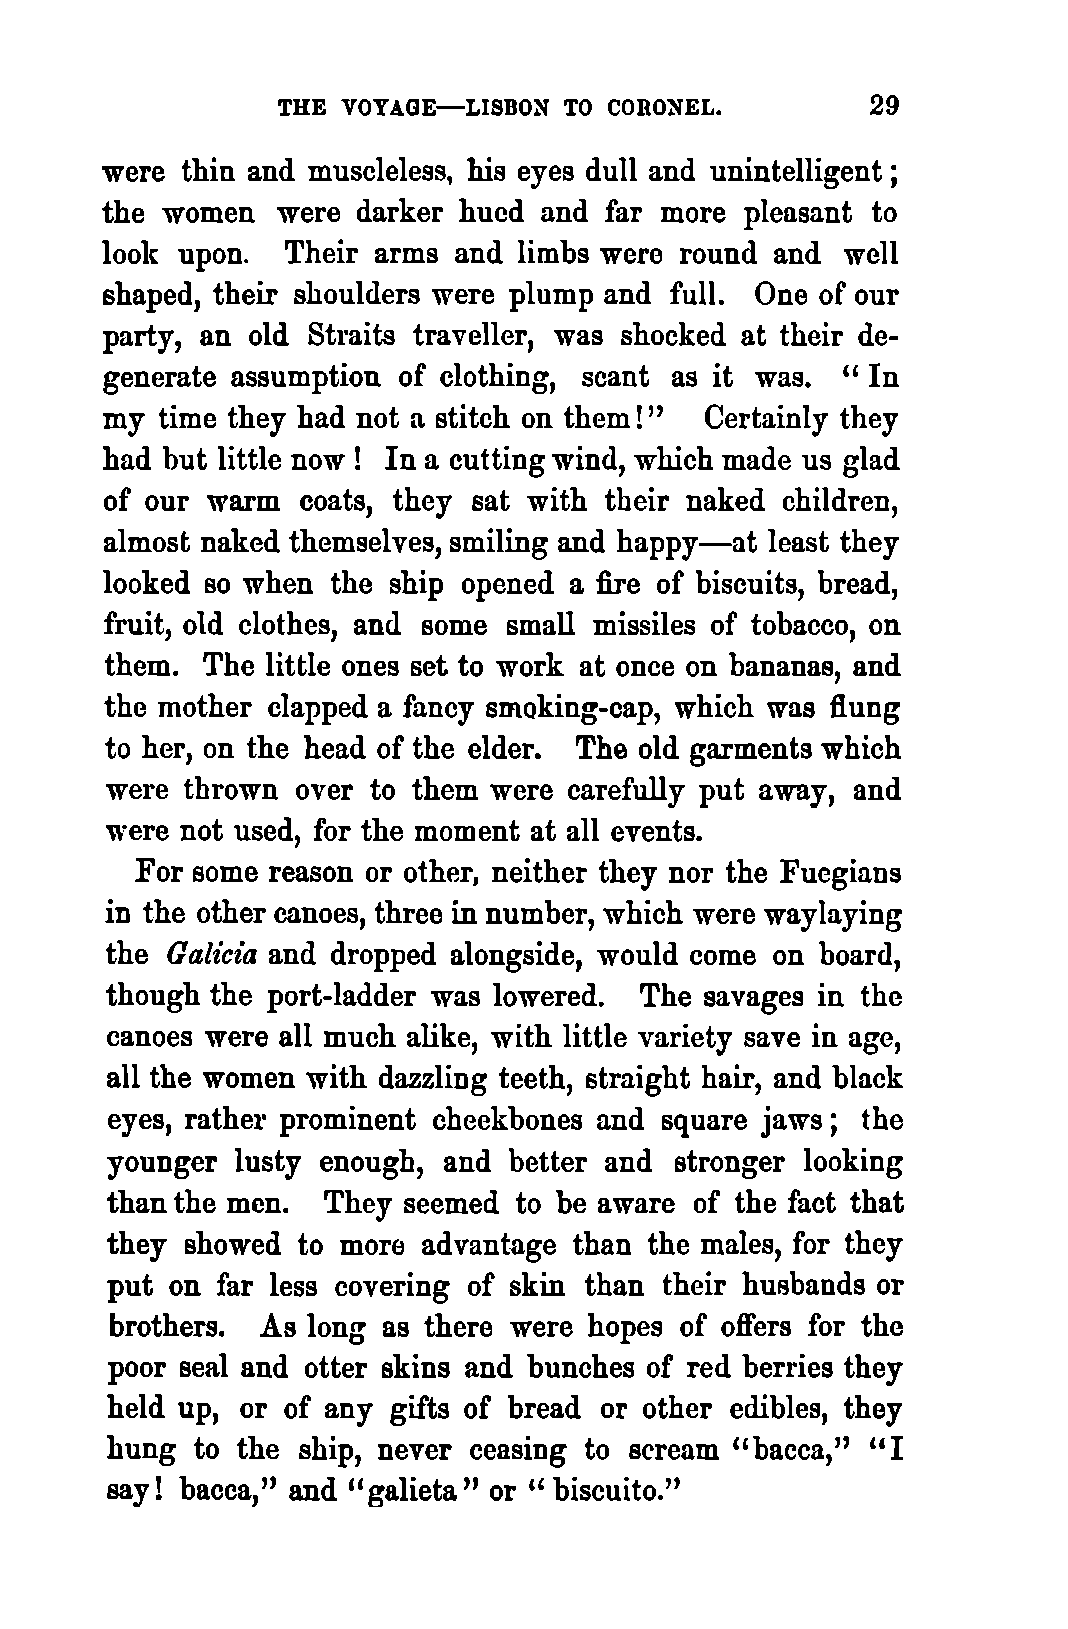 THE VOYAGE—LISBON TO CORONEL. 29
were thin and muscleless, his eyes dull and unintelligent;
the women were darker hued and far more pleasant to
look upon. Their arms and limbs were round and well
shaped, their shoulders were plump and full. One of our
party, an old Straits traveller, was shocked at their de-
generate assumption of clothing, scant as it was. "In
my time they had not a stitch on them!" Certainly they
had but little now! In a cutting wind, which made us glad
of our warm coats, they sat with their naked children,
almost naked themselves, smiling and happy—at least they
looked so when the ship opened a fire of biscuits, bread,
fruit, old clothes, and some small missiles of tobacco, on
them. The little ones set to work at once on bananas, and
the mother clapped a fancy smoking-cap, which was flung
to her, on the head of the elder. The old garments which
were thrown over to them were carefully put away, and
were not used, for the moment at all events.
For some reason or other, neither they nor the Fuegians
in the other canoes, three in number, which were waylaying
the Galicia and dropped alongside, would come on board,
though the port-ladder was lowered. The savages in the
canoes were all much alike, with little variety save in age,
all the women with dazzling teeth, straight hair, and black
eyes, rather prominent cheekbones and square jaws; the
younger lusty enough, and better and stronger looking
than the men. They seemed to be aware of the fact that
they showed to more advantage than the males, for they
put on far less covering of skin than their husbands or
brothers. As long as there were hopes of offers for the
poor seal and otter skins and bunches of red berries they
held up, or of any gifts of bread or other edibles, they
hung to the ship, never ceasing to scream "bacca," "I
say! bacca," and "galieta" or "biscuito."